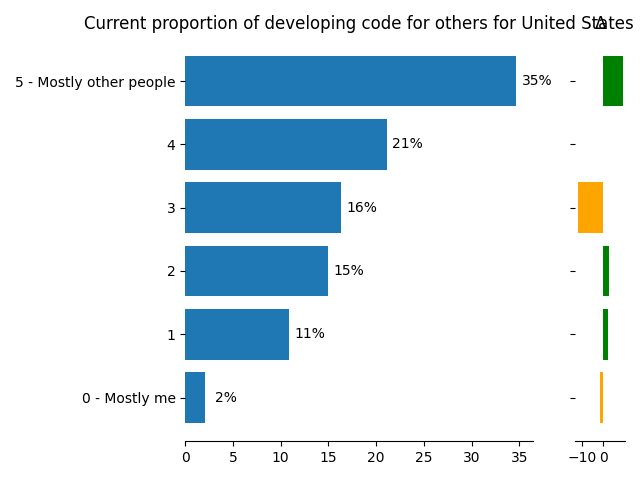 Current proportion of developing code for others for United States
Δ
5 - Mostly other people
35%
4
21%
3
16%
2
15%
1
11%
0 - Mostly me
2%
0 5 10 15 20 25 30 35
−10 0